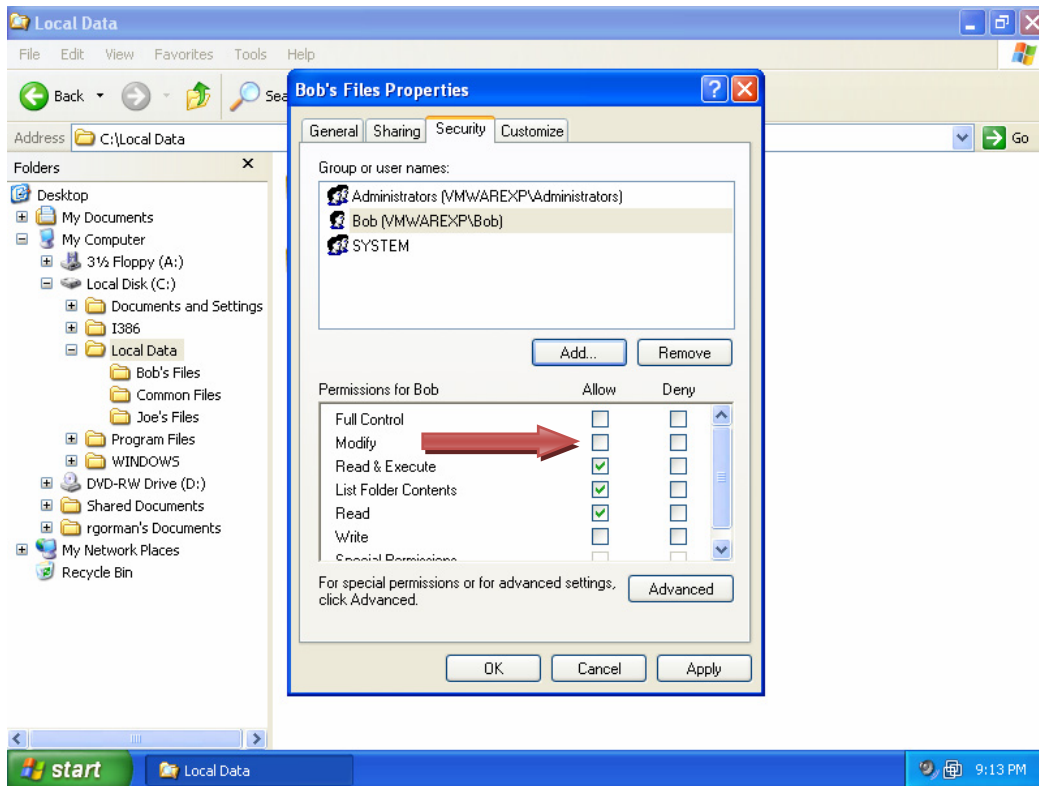 Local Data
File Edit View Favorites Tools Help
Back
Address C:\Local Data Go
Folders
Desktop
My Documents
My Computer
3½ Floppy (A:)
Local Disk (C:)
Documents and Settings
I386
Local Data
Bob's Files
Common Files
Joe's Files
Program Files
WINDOWS
DVD-RW Drive (D:)
Shared Documents
rgorman's Documents
My Network Places
Recycle Bin
Bob's Files Properties
General Sharing Security Customize
Group or user names:
Administrators (VMWAREXP\Administrators)
Bob (VMWAREXP\Bob)
SYSTEM
Add... Remove
Permissions for Bob Allow Deny
Full Control
Modify
Read & Execute
List Folder Contents
Read
Write
Special Permissions
For special permissions or for advanced settings,
click Advanced.
Advanced
OK Cancel Apply
start Local Data 9:13 PM